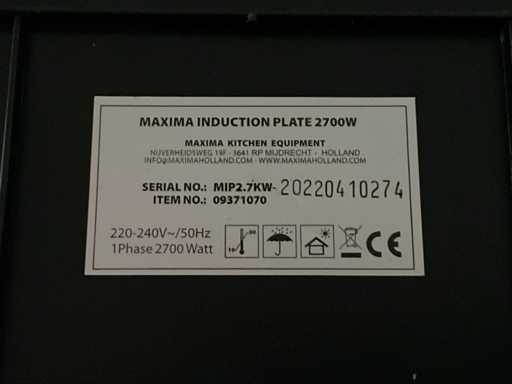 MAXIMA INDUCTION PLATE 2700W
MAXIMA KITCHEN EQUIPMENT
NIJVERHEIDSWEG 19F - 3641 RP MIJDRECHT - HOLLAND
INFO@MAXIMAHOLLAND.COM - WWW.MAXIMAHOLLAND.COM
SERIAL NO.: MIP2.7KW-20220410274
ITEM NO.: 09371070
220-240V~/50Hz
1Phase 2700 Watt
CE